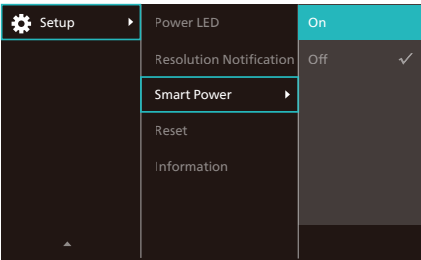 Setup
Power LED
Resolution Notification
Smart Power
Reset
Information
On
Off